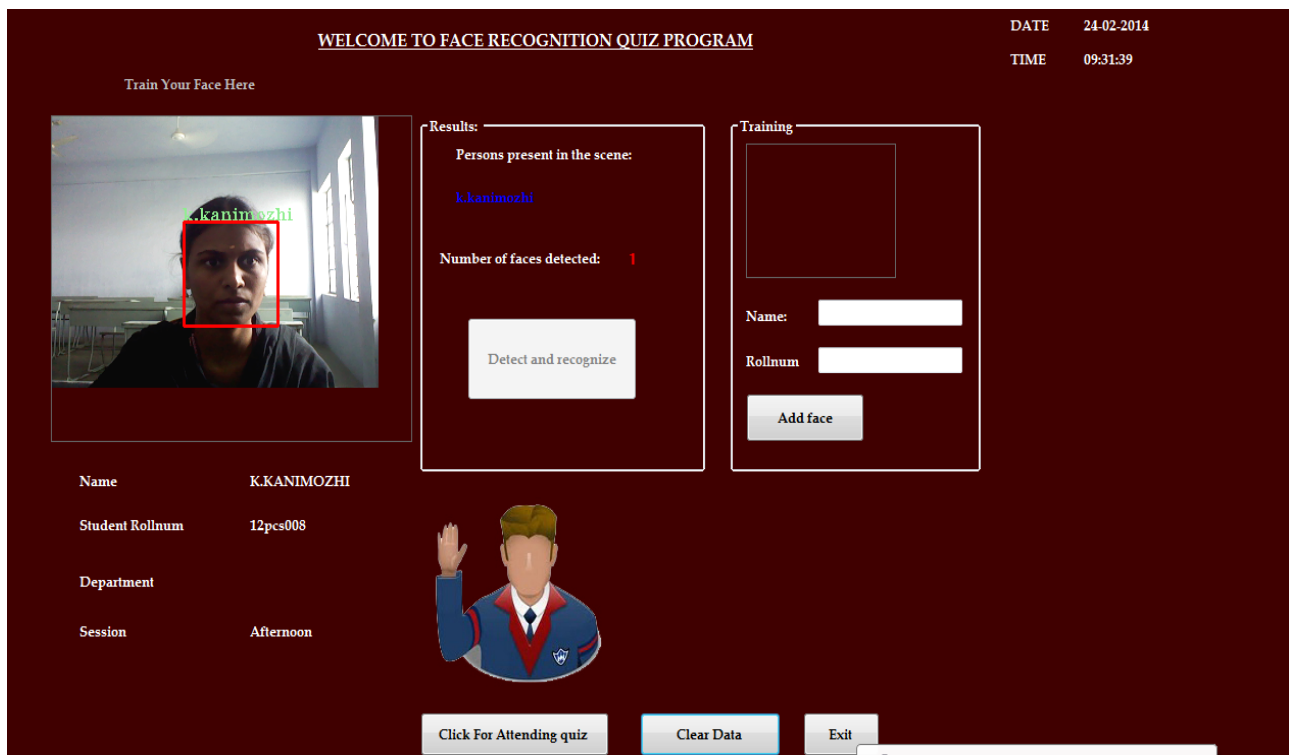 WELCOME TO FACE RECOGNITION QUIZ PROGRAM
DATE 24-02-2014
TIME 09:31:39
Train Your Face Here
k.kanimozhi
Results:
Persons present in the scene:
k.kanimozhi
Number of faces detected: 1
Detect and recognize
Training
Name:
Rollnum
Add face
Name K.KANIMOZHI
Student Rollnum 12pcs008
Department
Session Afternoon
Click For Attending quiz
Clear Data
Exit